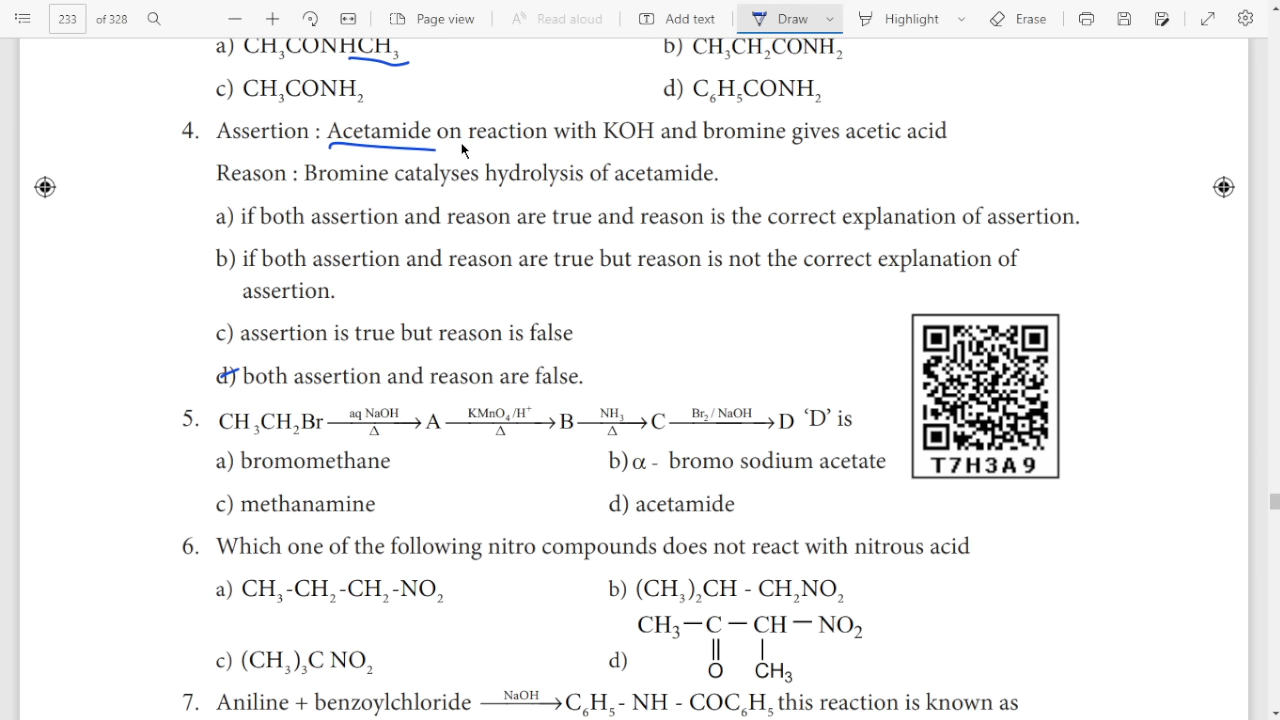 233 of 328 Page view Read aloud Add text Draw Highlight Erase
a) CH₃CONHCH₃ b) CH₃CH₂CONH₂
c) CH₃CONH₂ d) C₆H₅CONH₂
4. Assertion : Acetamide on reaction with KOH and bromine gives acetic acid
Reason : Bromine catalyses hydrolysis of acetamide.
a) if both assertion and reason are true and reason is the correct explanation of assertion.
b) if both assertion and reason are true but reason is not the correct explanation of
assertion.
c) assertion is true but reason is false
d) both assertion and reason are false.
5. CH₃CH₂Br —aq NaOH/Δ→ A —KMnO₄/H⁺/Δ→ B —NH₃/Δ→ C —Br₂/NaOH→ D ‘D’ is
a) bromomethane b) α - bromo sodium acetate
c) methanamine d) acetamide
T7H3A9
6. Which one of the following nitro compounds does not react with nitrous acid
a) CH₃-CH₂-CH₂-NO₂ b) (CH₃)₂CH - CH₂NO₂
c) (CH₃)₃C NO₂ d) CH₃—C—CH—NO₂
|| |
O CH₃
7. Aniline + benzoylchloride —NaOH→ C₆H₅- NH - COC₆H₅ this reaction is known as